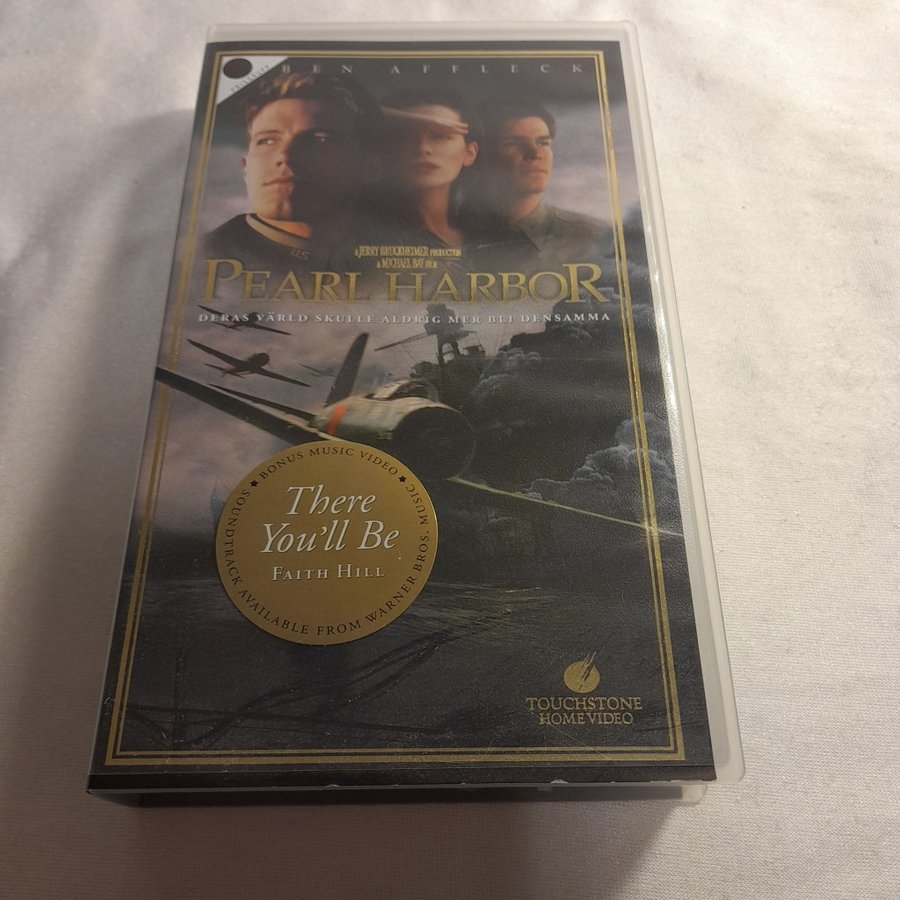 BEN AFFLECK
A JERRY BRUCKHEIMER PRODUCTION
A MICHAEL BAY FILM
PEARL HARBOR
DERAS VÄRLD SKULLE ALDRIG MER BLI DENSAMMA
BONUS MUSIC VIDEO
There
You'll Be
FAITH HILL
SOUNDTRACK AVAILABLE FROM WARNER BROS. MUSIC
TOUCHSTONE
HOME VIDEO